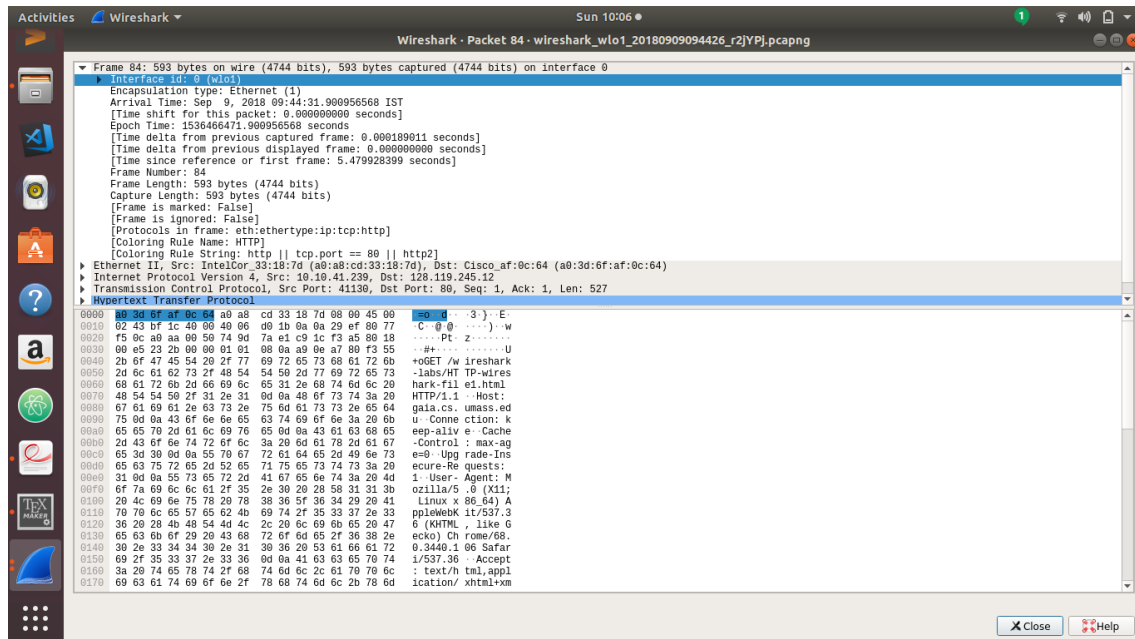 Activities Wireshark Sun 10:06 1
Wireshark · Packet 84 · wireshark_wlo1_20180909094426_r2jYPj.pcapng
Frame 84: 593 bytes on wire (4744 bits), 593 bytes captured (4744 bits) on interface 0
Interface id: 0 (wlo1)
Encapsulation type: Ethernet (1)
Arrival Time: Sep 9, 2018 09:44:31.900956568 IST
[Time shift for this packet: 0.000000000 seconds]
Epoch Time: 1536466471.900956568 seconds
[Time delta from previous captured frame: 0.000189011 seconds]
[Time delta from previous displayed frame: 0.000000000 seconds]
[Time since reference or first frame: 5.479928399 seconds]
Frame Number: 84
Frame Length: 593 bytes (4744 bits)
Capture Length: 593 bytes (4744 bits)
[Frame is marked: False]
[Frame is ignored: False]
[Protocols in frame: eth:ethertype:ip:tcp:http]
[Coloring Rule Name: HTTP]
[Coloring Rule String: http || tcp.port == 80 || http2]
Ethernet II, Src: IntelCor_33:18:7d (a0:a8:cd:33:18:7d), Dst: Cisco_af:0c:64 (a0:3d:6f:af:0c:64)
Internet Protocol Version 4, Src: 10.10.41.239, Dst: 128.119.245.12
Transmission Control Protocol, Src Port: 41130, Dst Port: 80, Seq: 1, Ack: 1, Len: 527
Hypertext Transfer Protocol
0000 a0 3d 6f af 0c 64 a0 a8 cd 33 18 7d 08 00 45 00 ·=o··d·· ·3·}··E·
0010 02 43 bf 1c 40 00 40 06 d0 1b 0a 0a 29 ef 80 77 ·C··@·@· ····)··w
0020 f5 0c a0 aa 00 50 74 9d 7a e1 c9 1c f3 a5 80 18 ·····Pt· z·······
0030 00 e5 23 2b 00 00 01 01 08 0a a9 0e a7 80 f3 55 ··#+···· ·······U
0040 2b 6f 47 45 54 20 2f 77 69 72 65 73 68 61 72 6b +oGET /w ireshark
0050 2d 6c 61 62 73 2f 48 54 54 50 2d 77 69 72 65 73 -labs/HT TP-wires
0060 68 61 72 6b 2d 66 69 6c 65 31 2e 68 74 6d 6c 20 hark-fil e1.html
0070 48 54 54 50 2f 31 2e 31 0d 0a 48 6f 73 74 3a 20 HTTP/1.1 ··Host:
0080 67 61 69 61 2e 63 73 2e 75 6d 61 73 73 2e 65 64 gaia.cs. umass.ed
0090 75 0d 0a 43 6f 6e 6e 65 63 74 69 6f 6e 3a 20 6b u··Conne ction: k
00a0 65 65 70 2d 61 6c 69 76 65 0d 0a 43 61 63 68 65 eep-aliv e··Cache
00b0 2d 43 6f 6e 74 72 6f 6c 3a 20 6d 61 78 2d 61 67 -Control : max-ag
00c0 65 3d 30 0d 0a 55 70 67 72 61 64 65 2d 49 6e 73 e=0··Upg rade-Ins
00d0 65 63 75 72 65 2d 52 65 71 75 65 73 74 73 3a 20 ecure-Re quests:
00e0 31 0d 0a 55 73 65 72 2d 41 67 65 6e 74 3a 20 4d 1··User- Agent: M
00f0 6f 7a 69 6c 6c 61 2f 35 2e 30 20 28 58 31 31 3b ozilla/5 .0 (X11;
0100 20 4c 69 6e 75 78 20 78 38 36 5f 36 34 29 20 41 Linux x 86_64) A
0110 70 70 6c 65 57 65 62 4b 69 74 2f 35 33 37 2e 33 ppleWebK it/537.3
0120 36 20 28 4b 48 54 4d 4c 2c 20 6c 69 6b 65 20 47 6 (KHTML , like G
0130 65 63 6b 6f 29 20 43 68 72 6f 6d 65 2f 36 38 2e ecko) Ch rome/68.
0140 30 2e 33 34 34 30 2e 31 30 36 20 53 61 66 61 72 0.3440.1 06 Safar
0150 69 2f 35 33 37 2e 33 36 0d 0a 41 63 63 65 70 74 i/537.36 ··Accept
0160 3a 20 74 65 78 74 2f 68 74 6d 6c 2c 61 70 70 6c : text/h tml,appl
0170 69 63 61 74 69 6f 6e 2f 78 68 74 6d 6c 2b 78 6d ication/ xhtml+xm
a
TEX
MAKER
Close Help